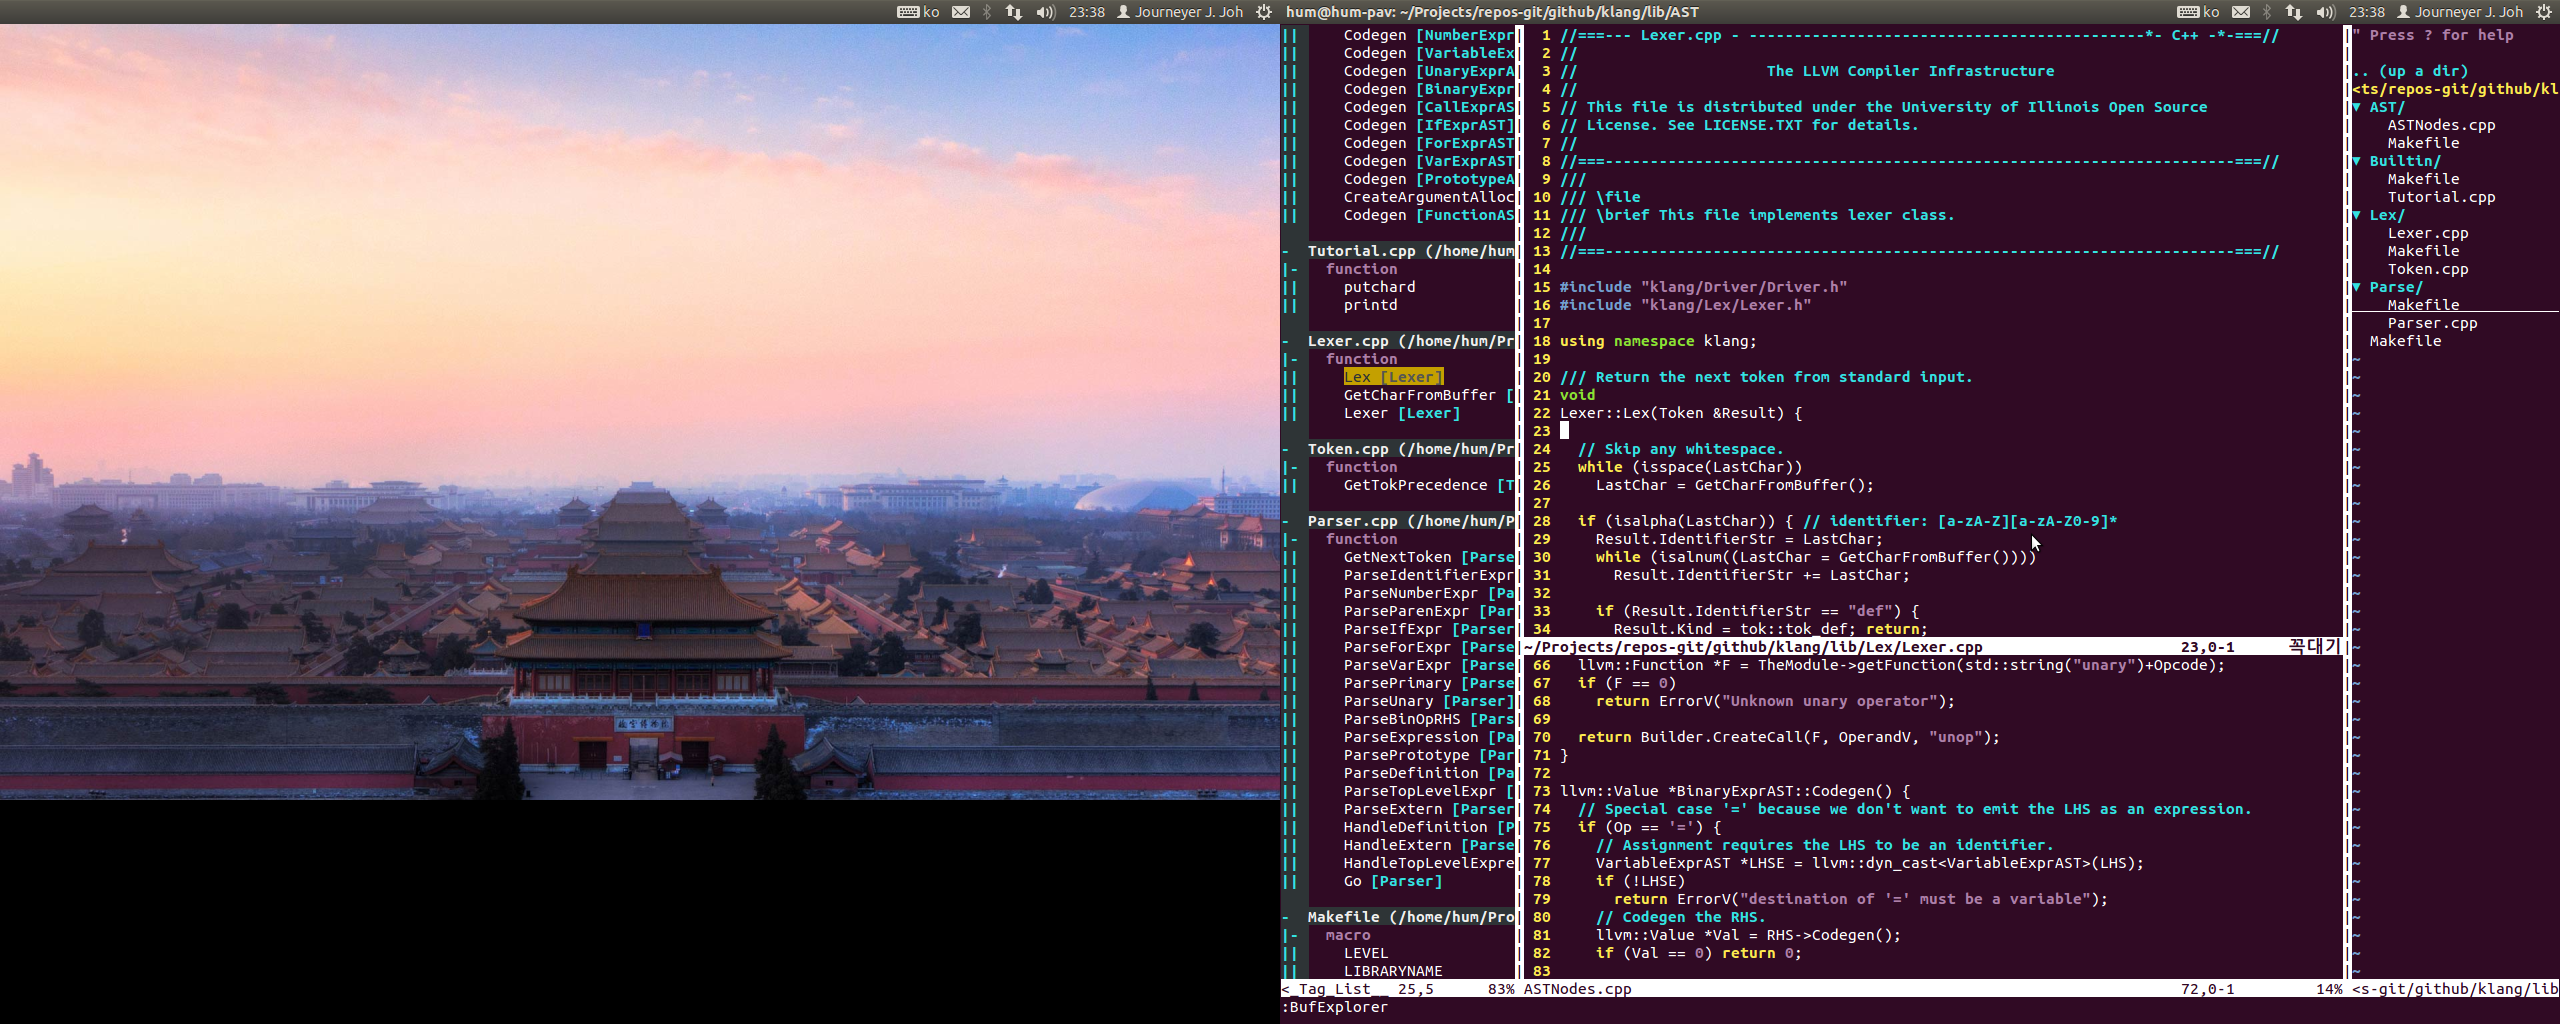 ko 23:38 Journeyer J. Joh
hum@hum-pav: ~/Projects/repos-git/github/klang/lib/AST
ko 23:38 Journeyer J. Joh
|| Codegen [NumberExpr
|| Codegen [VariableEx
|| Codegen [UnaryExprA
|| Codegen [BinaryExpr
|| Codegen [CallExprAS
|| Codegen [IfExprAST]
|| Codegen [ForExprAST
|| Codegen [VarExprAST
|| Codegen [PrototypeA
|| CreateArgumentAlloc
|| Codegen [FunctionAS
- Tutorial.cpp (/home/hum
|- function
|| putchard
|| printd
- Lexer.cpp (/home/hum/Pr
|- function
|| Lex [Lexer]
|| GetCharFromBuffer [
|| Lexer [Lexer]
- Token.cpp (/home/hum/Pr
|- function
|| GetTokPrecedence [T
- Parser.cpp (/home/hum/P
|- function
|| GetNextToken [Parse
|| ParseIdentifierExpr
|| ParseNumberExpr [Pa
|| ParseParenExpr [Par
|| ParseIfExpr [Parser
|| ParseForExpr [Parse
|| ParseVarExpr [Parse
|| ParsePrimary [Parse
|| ParseUnary [Parser]
|| ParseBinOpRHS [Pars
|| ParseExpression [Pa
|| ParsePrototype [Par
|| ParseDefinition [Pa
|| ParseTopLevelExpr [
|| ParseExtern [Parser
|| HandleDefinition [P
|| HandleExtern [Parse
|| HandleTopLevelExpre
|| Go [Parser]
- Makefile (/home/hum/Pro
|- macro
|| LEVEL
|| LIBRARYNAME
<_Tag_List__ 25,5 83%
1 //===--- Lexer.cpp - --------------------------------------------*- C++ -*-===//
2 //
3 // The LLVM Compiler Infrastructure
4 //
5 // This file is distributed under the University of Illinois Open Source
6 // License. See LICENSE.TXT for details.
7 //
8 //===----------------------------------------------------------------------===//
9 ///
10 /// \file
11 /// \brief This file implements lexer class.
12 ///
13 //===----------------------------------------------------------------------===//
14
15 #include "klang/Driver/Driver.h"
16 #include "klang/Lex/Lexer.h"
17
18 using namespace klang;
19
20 /// Return the next token from standard input.
21 void
22 Lexer::Lex(Token &Result) {
23
24 // Skip any whitespace.
25 while (isspace(LastChar))
26 LastChar = GetCharFromBuffer();
27
28 if (isalpha(LastChar)) { // identifier: [a-zA-Z][a-zA-Z0-9]*
29 Result.IdentifierStr = LastChar;
30 while (isalnum((LastChar = GetCharFromBuffer())))
31 Result.IdentifierStr += LastChar;
32
33 if (Result.IdentifierStr == "def") {
34 Result.Kind = tok::tok_def; return;
~/Projects/repos-git/github/klang/lib/Lex/Lexer.cpp 23,0-1 꼭대기
66 llvm::Function *F = TheModule->getFunction(std::string("unary")+Opcode);
67 if (F == 0)
68 return ErrorV("Unknown unary operator");
69
70 return Builder.CreateCall(F, OperandV, "unop");
71 }
72
73 llvm::Value *BinaryExprAST::Codegen() {
74 // Special case '=' because we don't want to emit the LHS as an expression.
75 if (Op == '=') {
76 // Assignment requires the LHS to be an identifier.
77 VariableExprAST *LHSE = llvm::dyn_cast<VariableExprAST>(LHS);
78 if (!LHSE)
79 return ErrorV("destination of '=' must be a variable");
80 // Codegen the RHS.
81 llvm::Value *Val = RHS->Codegen();
82 if (Val == 0) return 0;
83
ASTNodes.cpp 72,0-1 14%
" Press ? for help
.. (up a dir)
<ts/repos-git/github/kl
▼ AST/
ASTNodes.cpp
Makefile
▼ Builtin/
Makefile
Tutorial.cpp
▼ Lex/
Lexer.cpp
Makefile
Token.cpp
▼ Parse/
Makefile
Parser.cpp
Makefile
<s-git/github/klang/lib
:BufExplorer